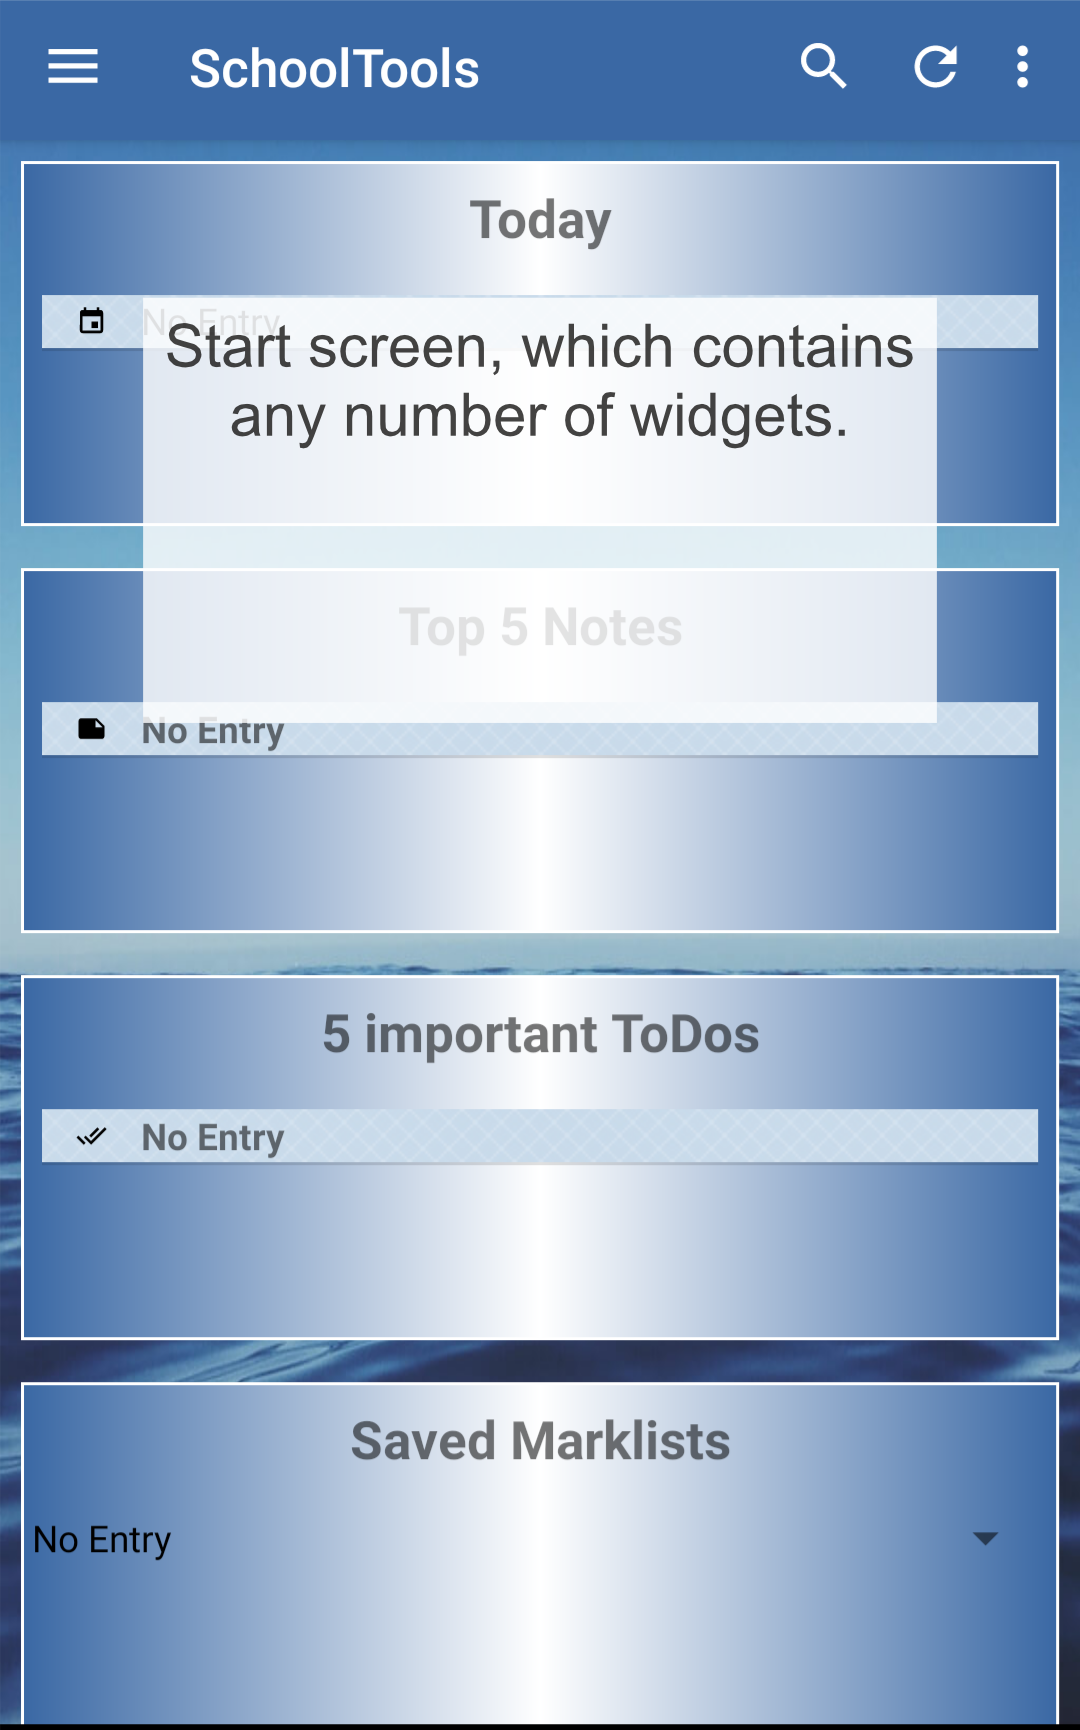 SchoolTools
Today
No Entry
Start screen, which contains
any number of widgets.
Top 5 Notes
No Entry
5 important ToDos
No Entry
Saved Marklists
No Entry